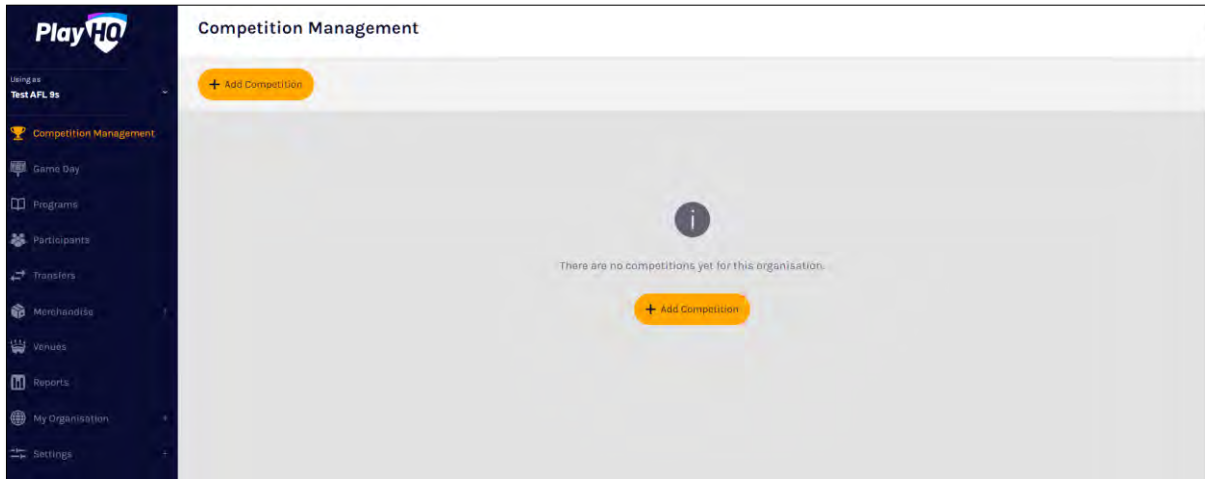 PlayHQ
Competition Management
Using as
Test AFL 9s
+ Add Competition
Competition Management
Game Day
Programs
Participants
There are no competitions yet for this organisation.
Transfers
Merchandise
+ Add Competition
Venues
Reports
My Organisation
Settings